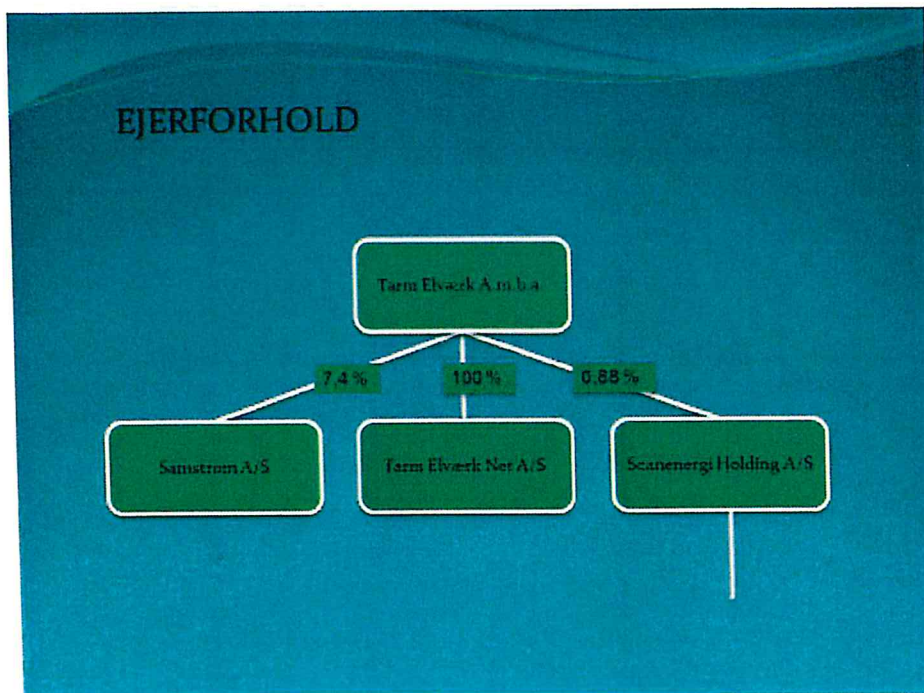 EJERFORHOLD
Tarm Elværk A.m.b.a.
7,4 %
100 %
0,88 %
Samstrøm A/S
Tarm Elværk Net A/S
Scanenergi Holding A/S